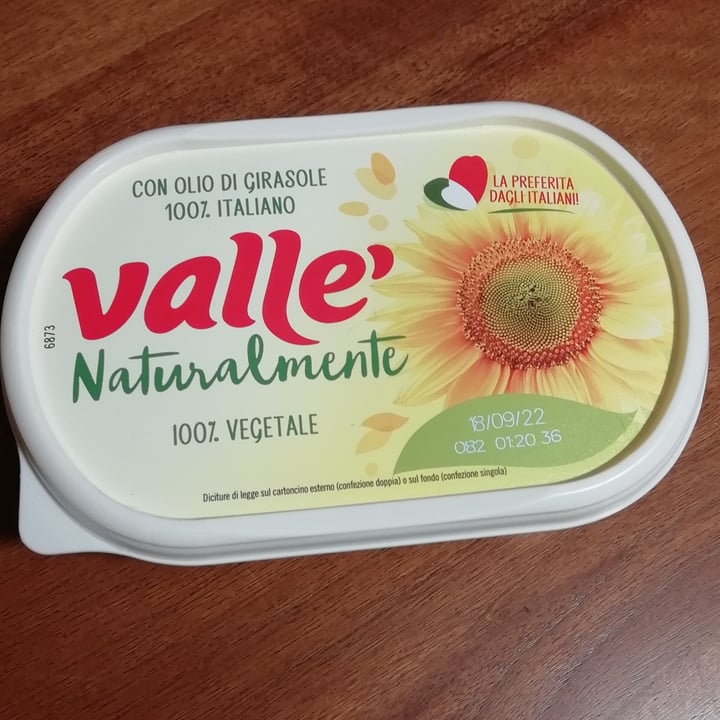 CON OLIO DI GIRASOLE
100% ITALIANO
LA PREFERITA
DAGLI ITALIANI!
valle'
Naturalmente
6873
100% VEGETALE
18/09/22
082 01:20 36
Diciture di legge sul cartoncino esterno (confezione doppia) o sul fondo (confezione singola)